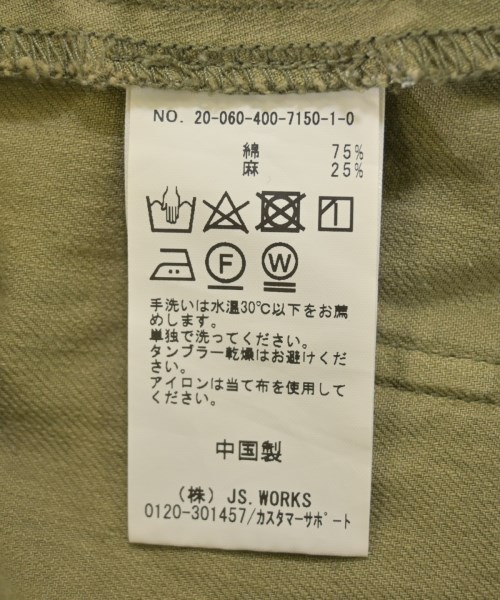 NO. 20-060-400-7150-1-0
綿 75%
麻 25%
F W
手洗いは水温30℃以下をお薦
めします。
単独で洗ってください。
タンブラー乾燥はお避けくだ
さい。
アイロンは当て布を使用して
ください。
中国製
(株) JS.WORKS
0120-301457/カスタマーサポート